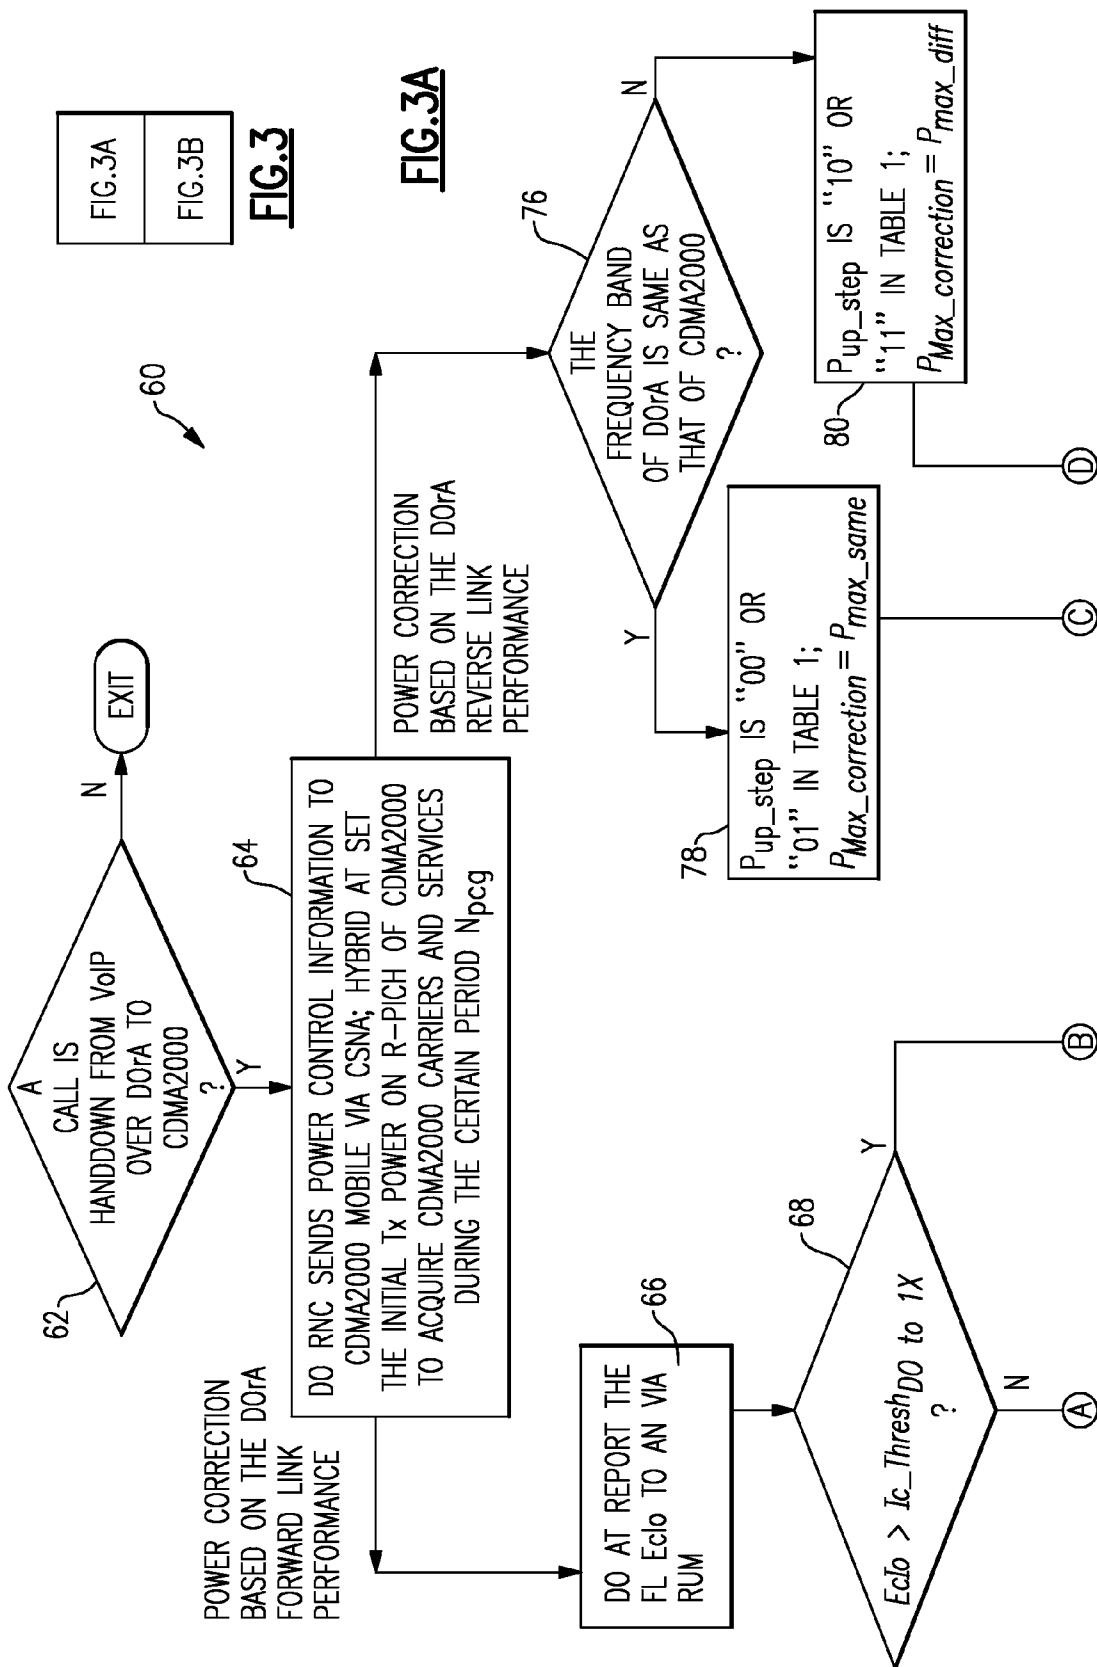 60
A
CALL IS
HANDDOWN FROM VoIP
OVER DOrA TO
CDMA2000
?
62
N
EXIT
Y
FIG.3A
FIG.3B
FIG.3
FIG.3A
64
DO RNC SENDS POWER CONTROL INFORMATION TO
CDMA2000 MOBILE VIA CSNA; HYBRID AT SET
THE INITIAL Tx POWER ON R-PICH OF CDMA2000
TO ACQUIRE CDMA2000 CARRIERS AND SERVICES
DURING THE CERTAIN PERIOD Npcg
POWER CORRECTION
BASED ON THE DOrA
FORWARD LINK
PERFORMANCE
POWER CORRECTION
BASED ON THE DOrA
REVERSE LINK
PERFORMANCE
66
DO AT REPORT THE
FL EcIo TO AN VIA
RUM
68
EcIo > Ic_ThreshDO to 1X
?
Y
N
76
THE
FREQUENCY BAND
OF DOrA IS SAME AS
THAT OF CDMA2000
?
Y
N
78
Pup_step IS "00" OR
"01" IN TABLE 1;
PMax_correction = Pmax_same
80
Pup_step IS "10" OR
"11" IN TABLE 1;
PMax_correction = Pmax_diff
A
B
C
D